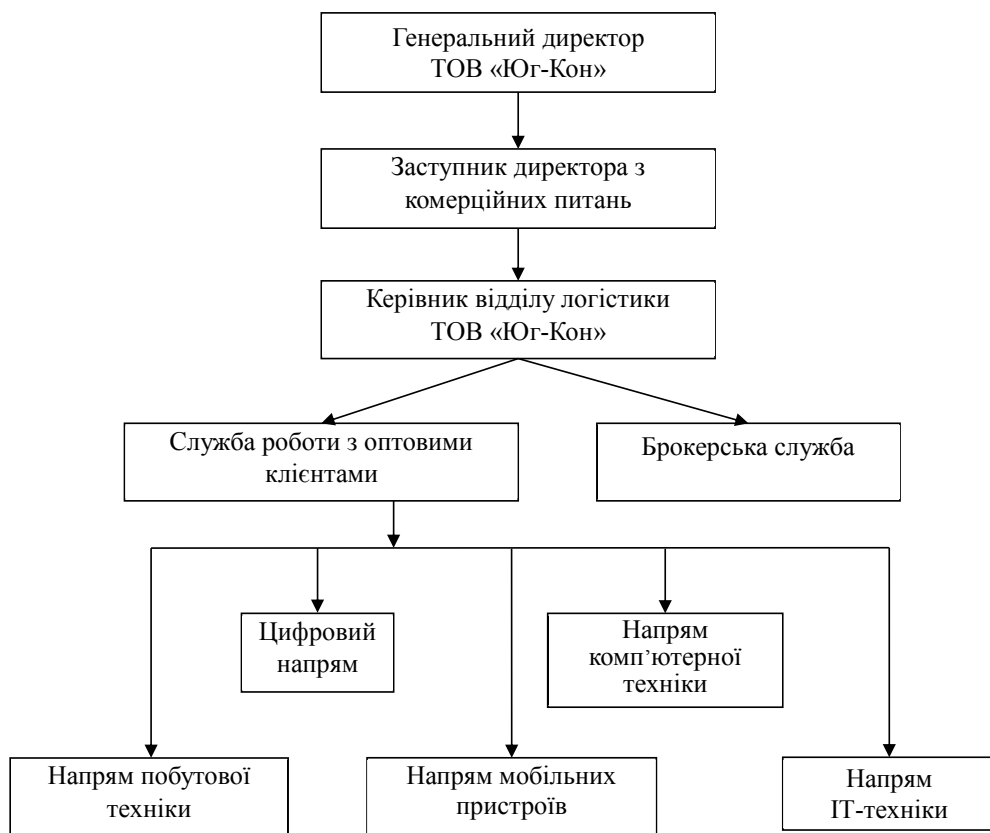 Генеральний директор
ТОВ «Юг-Кон»
Заступник директора з
комерційних питань
Керівник відділу логістики
ТОВ «Юг-Кон»
Служба роботи з оптовими
клієнтами
Брокерська служба
Цифровий
напрям
Напрям
комп’ютерної
техніки
Напрям побутової
техніки
Напрям мобільних
пристроїв
Напрям
ІТ-техніки